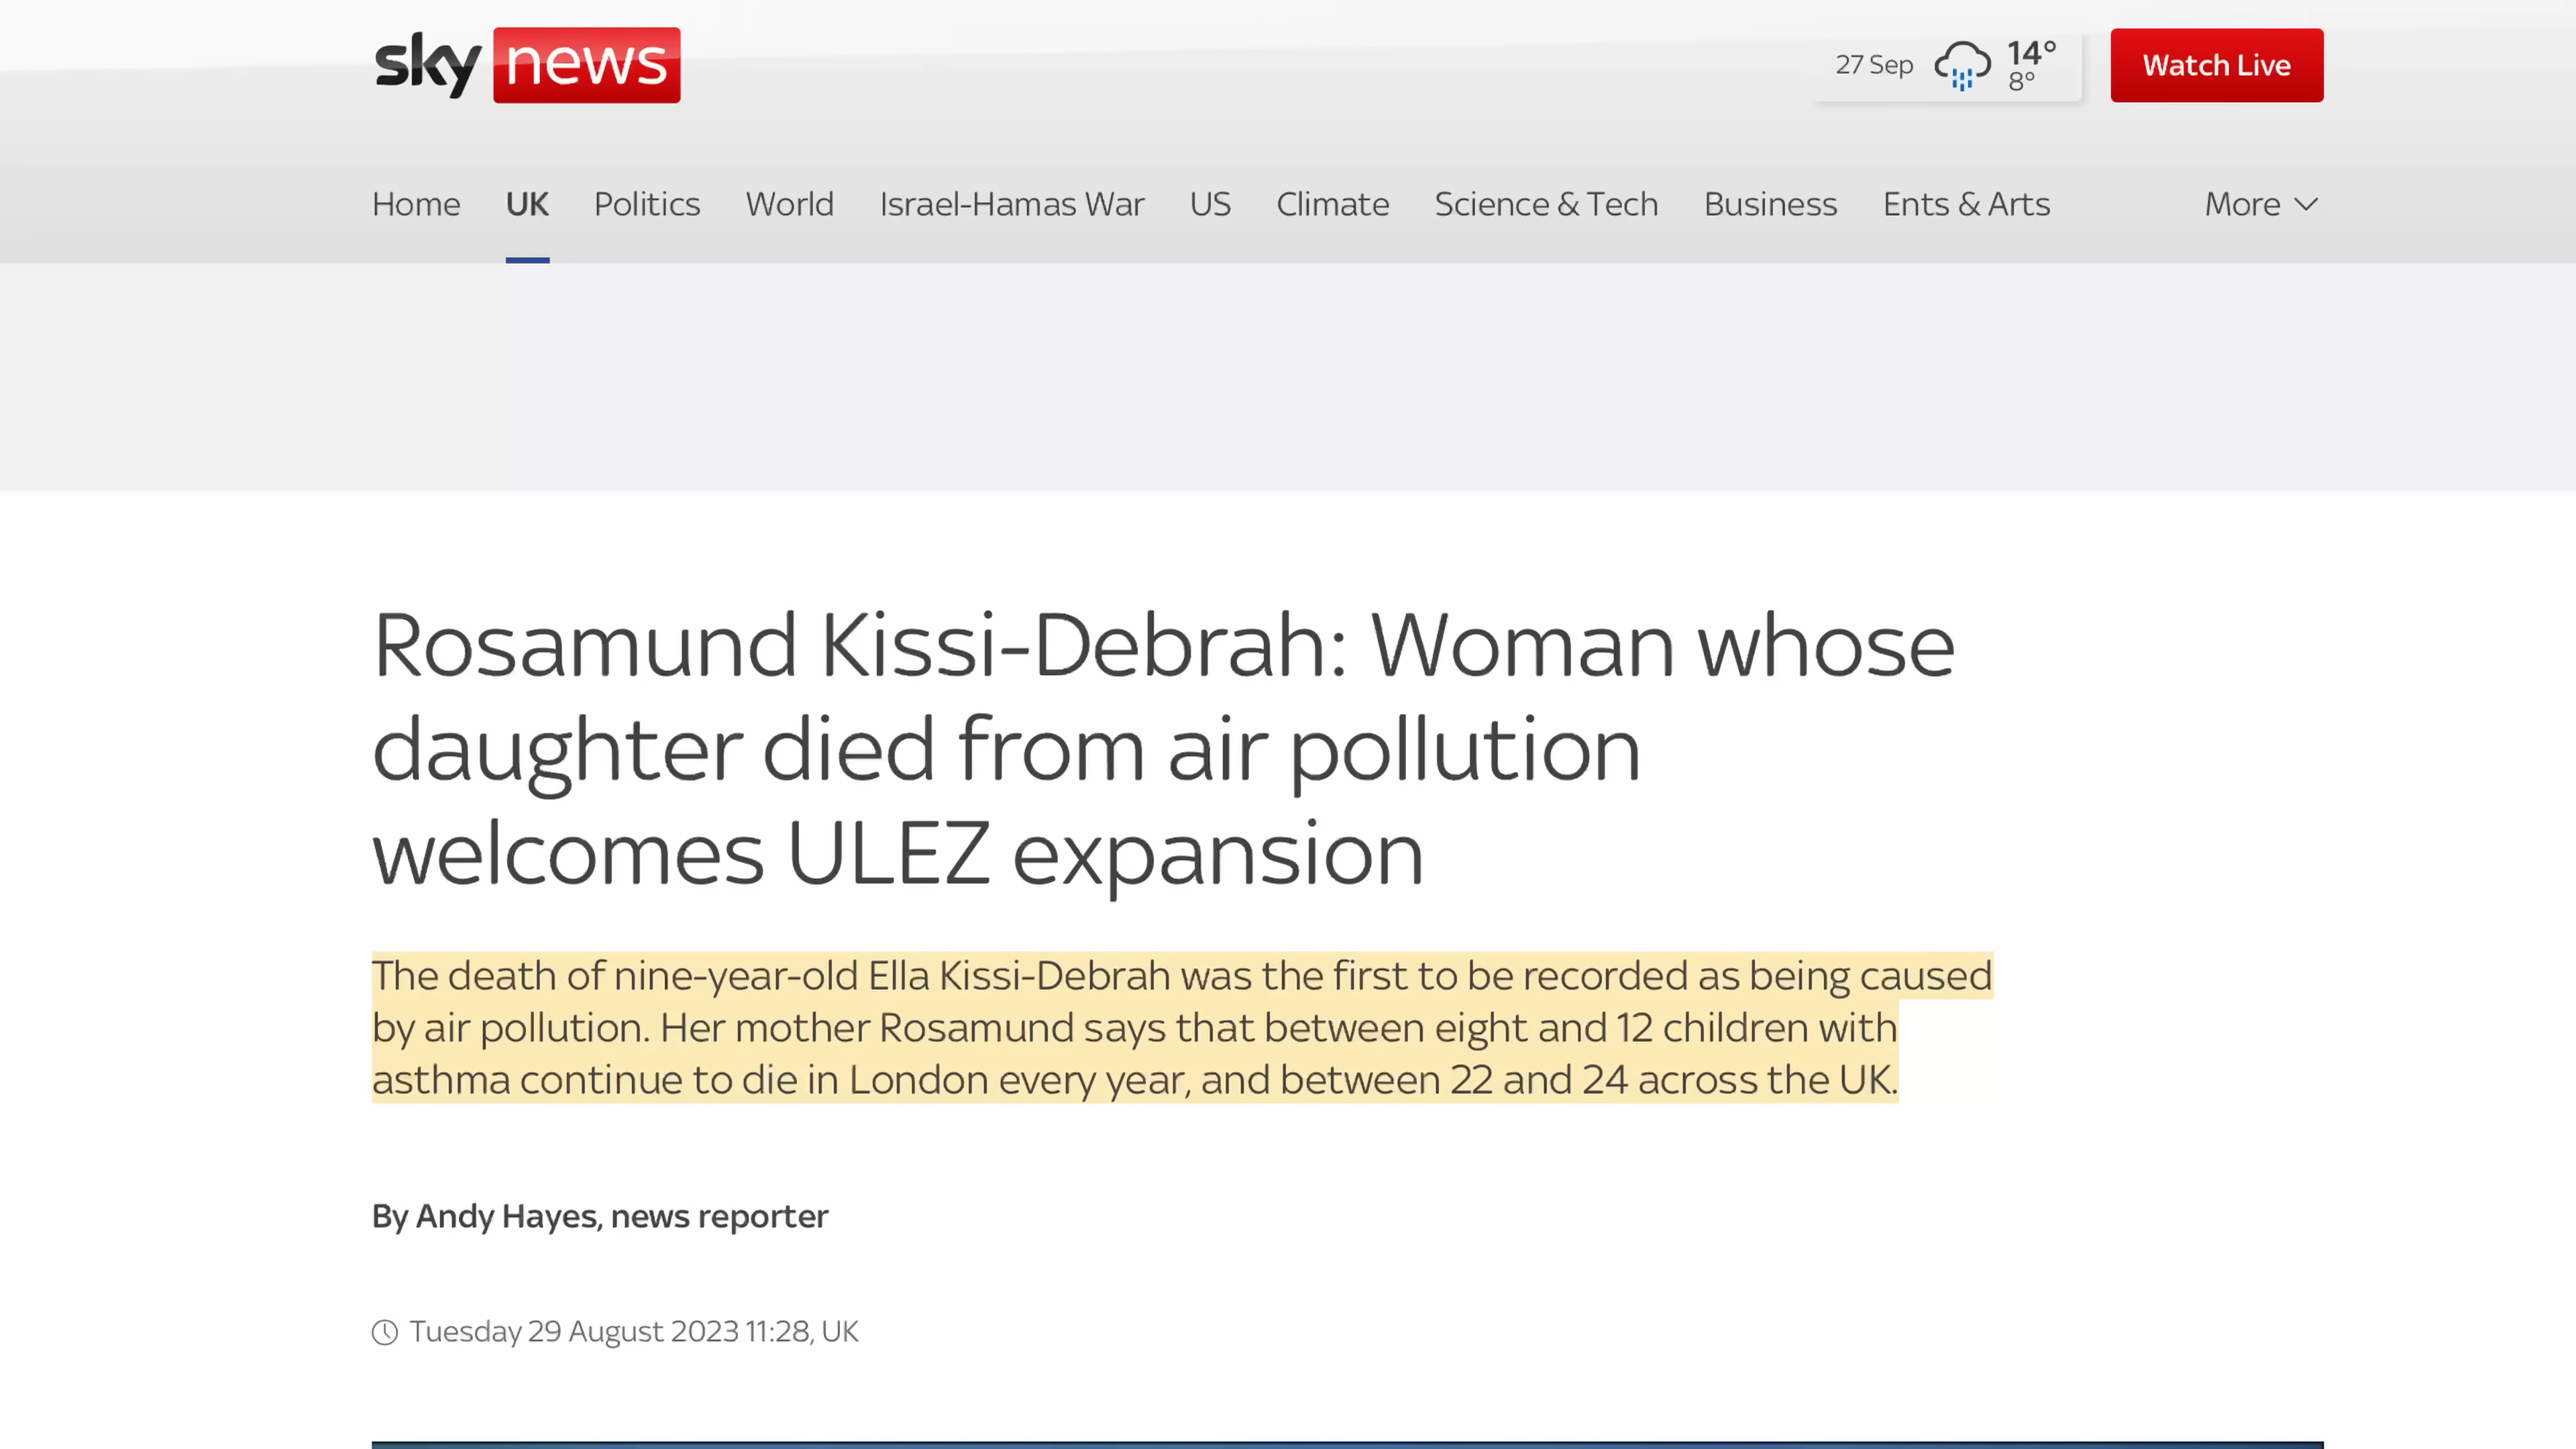 sky news
27 Sep 14° 8° Watch Live
Home UK Politics World Israel-Hamas War US Climate Science & Tech Business Ents & Arts More
Rosamund Kissi-Debrah: Woman whose
daughter died from air pollution
welcomes ULEZ expansion
The death of nine-year-old Ella Kissi-Debrah was the first to be recorded as being caused
by air pollution. Her mother Rosamund says that between eight and 12 children with
asthma continue to die in London every year, and between 22 and 24 across the UK.
By Andy Hayes, news reporter
Tuesday 29 August 2023 11:28, UK